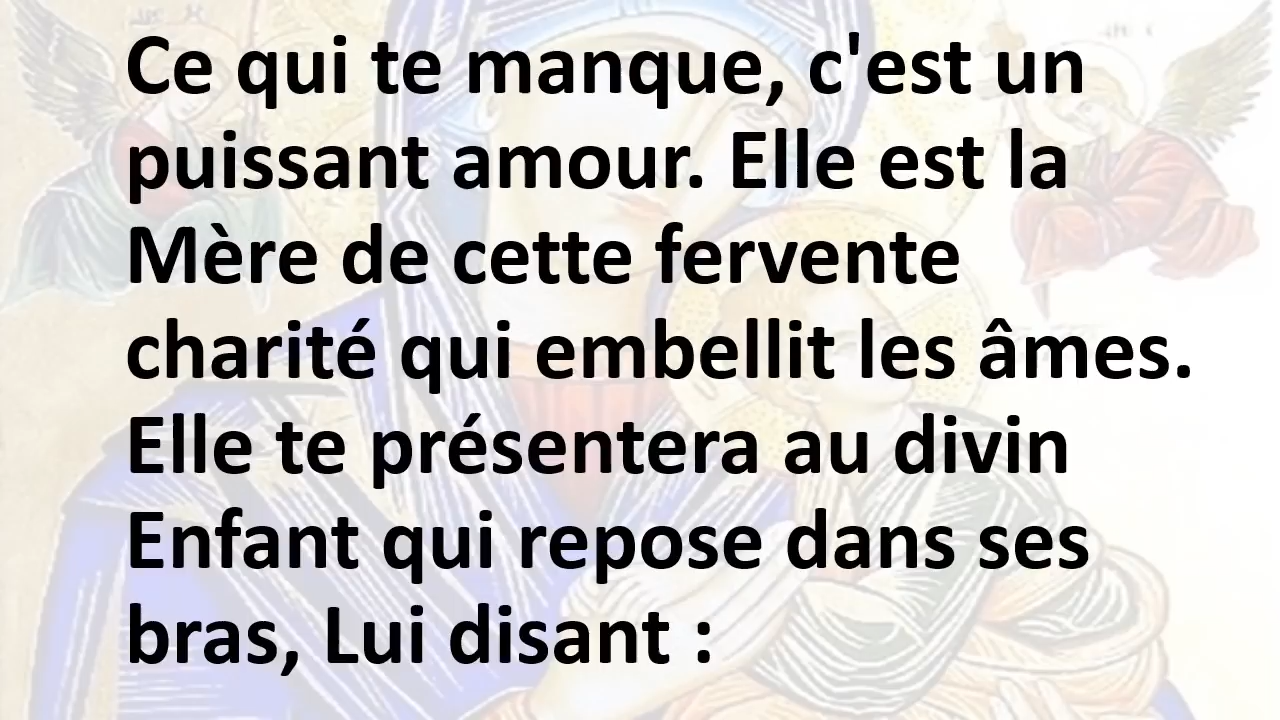 Ce qui te manque, c'est un
puissant amour. Elle est la
Mère de cette fervente
charité qui embellit les âmes.
Elle te présentera au divin
Enfant qui repose dans ses
bras, Lui disant :